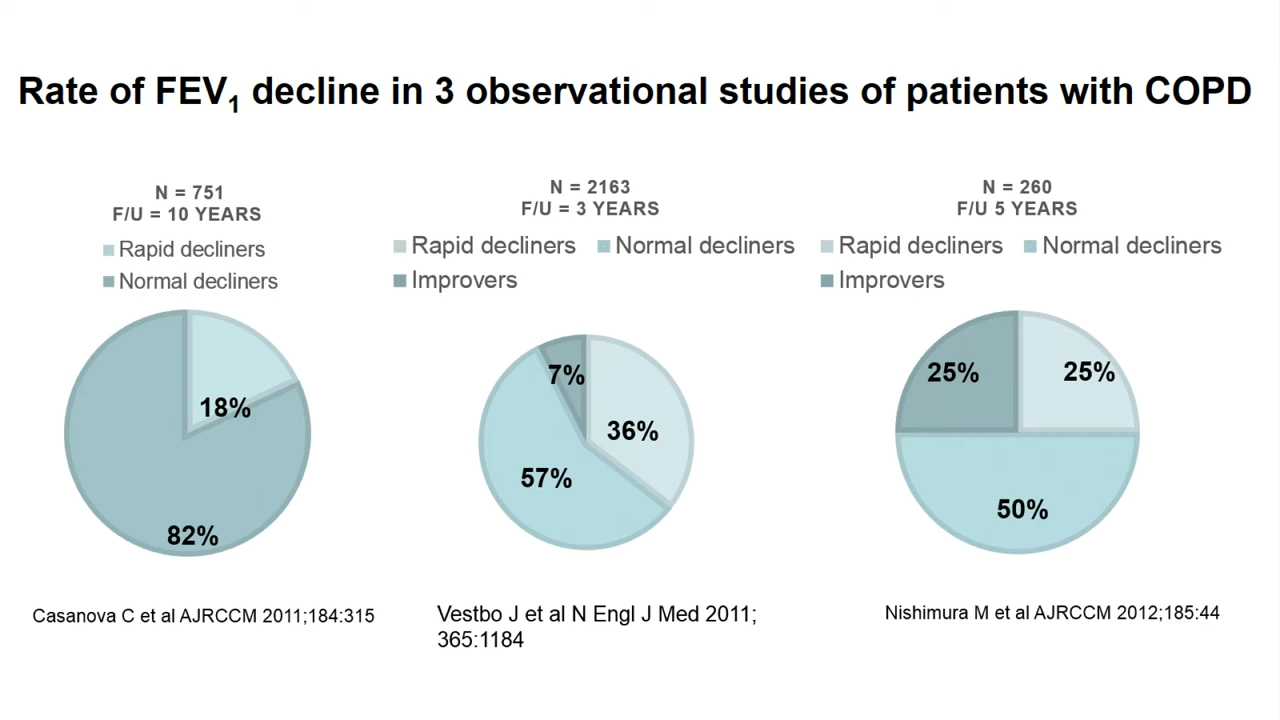 Rate of FEV1 decline in 3 observational studies of patients with COPD
N = 751
F/U = 10 YEARS
Rapid decliners
Normal decliners
18%
82%
Casanova C et al AJRCCM 2011;184:315
N = 2163
F/U = 3 YEARS
Rapid decliners Normal decliners
Improvers
7%
36%
57%
Vestbo J et al N Engl J Med 2011;
365:1184
N = 260
F/U 5 YEARS
Rapid decliners Normal decliners
Improvers
25% 25%
50%
Nishimura M et al AJRCCM 2012;185:44